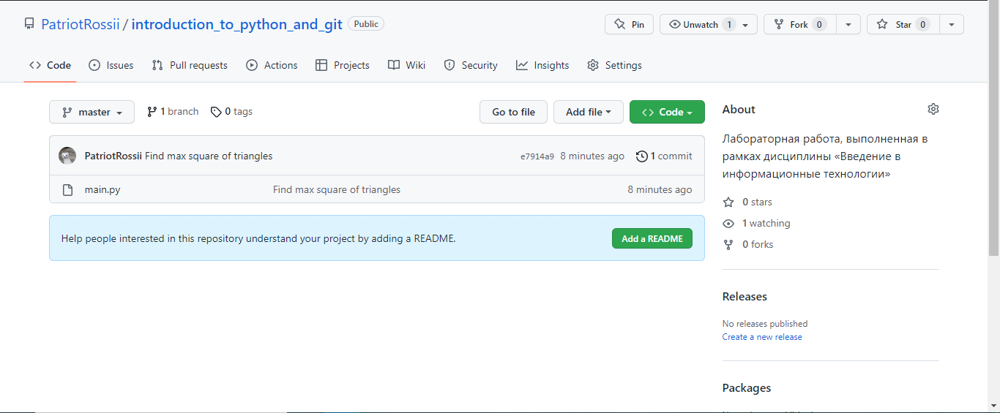 PatriotRossii / introduction_to_python_and_git Public
Pin
Unwatch 1
Fork 0
Star 0
Code Issues Pull requests Actions Projects Wiki Security Insights Settings
master 1 branch 0 tags
Go to file Add file Code
PatriotRossii Find max square of triangles e7914a9 8 minutes ago 1 commit
main.py Find max square of triangles 8 minutes ago
Help people interested in this repository understand your project by adding a README. Add a README
About
Лабораторная работа, выполненная в
рамках дисциплины «Введение в
информационные технологии»
0 stars
1 watching
0 forks
Releases
No releases published
Create a new release
Packages